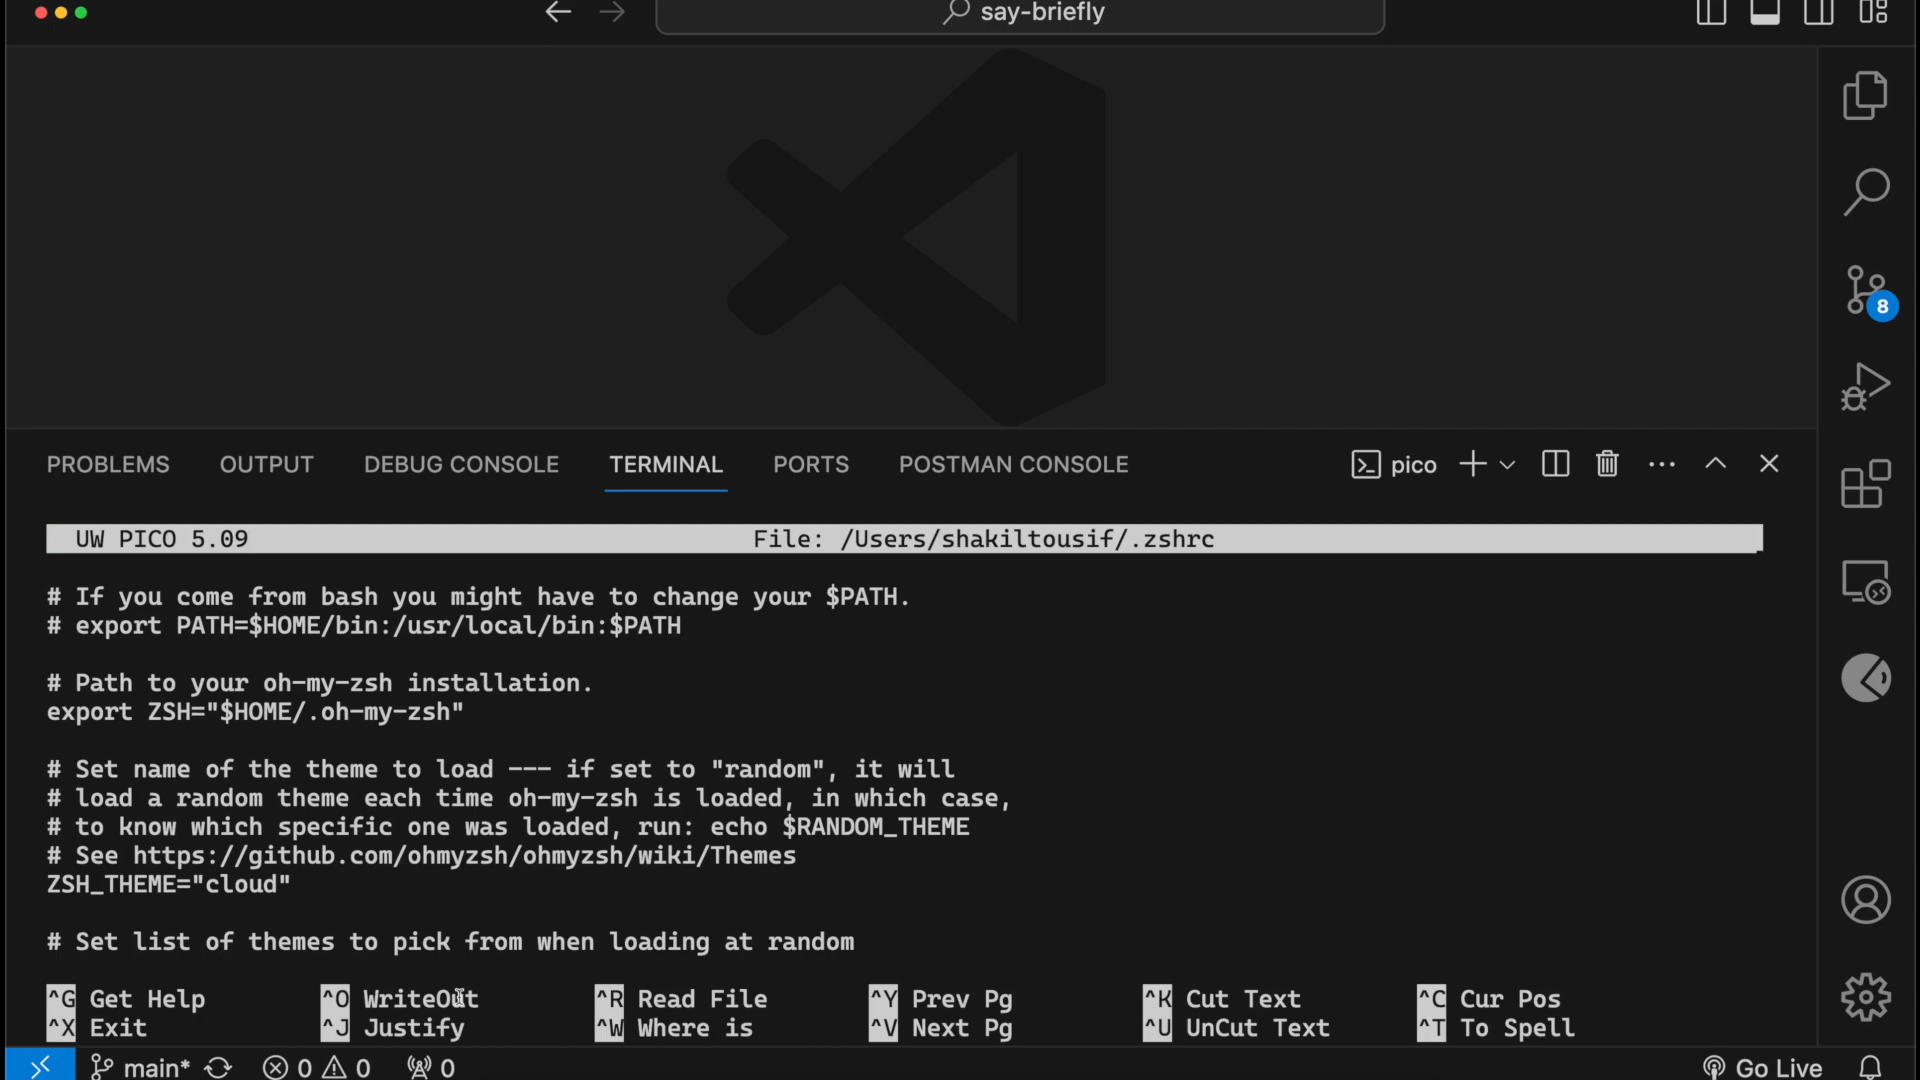 say-briefly
8
PROBLEMS OUTPUT DEBUG CONSOLE TERMINAL PORTS POSTMAN CONSOLE pico
UW PICO 5.09 File: /Users/shakiltousif/.zshrc
# If you come from bash you might have to change your $PATH.
# export PATH=$HOME/bin:/usr/local/bin:$PATH
# Path to your oh-my-zsh installation.
export ZSH="$HOME/.oh-my-zsh"
# Set name of the theme to load --- if set to "random", it will
# load a random theme each time oh-my-zsh is loaded, in which case,
# to know which specific one was loaded, run: echo $RANDOM_THEME
# See https://github.com/ohmyzsh/ohmyzsh/wiki/Themes
ZSH_THEME="cloud"
# Set list of themes to pick from when loading at random
^G Get Help ^O WriteOut ^R Read File ^Y Prev Pg ^K Cut Text ^C Cur Pos
^X Exit ^J Justify ^W Where is ^V Next Pg ^U UnCut Text ^T To Spell
main* 0 0 0 Go Live